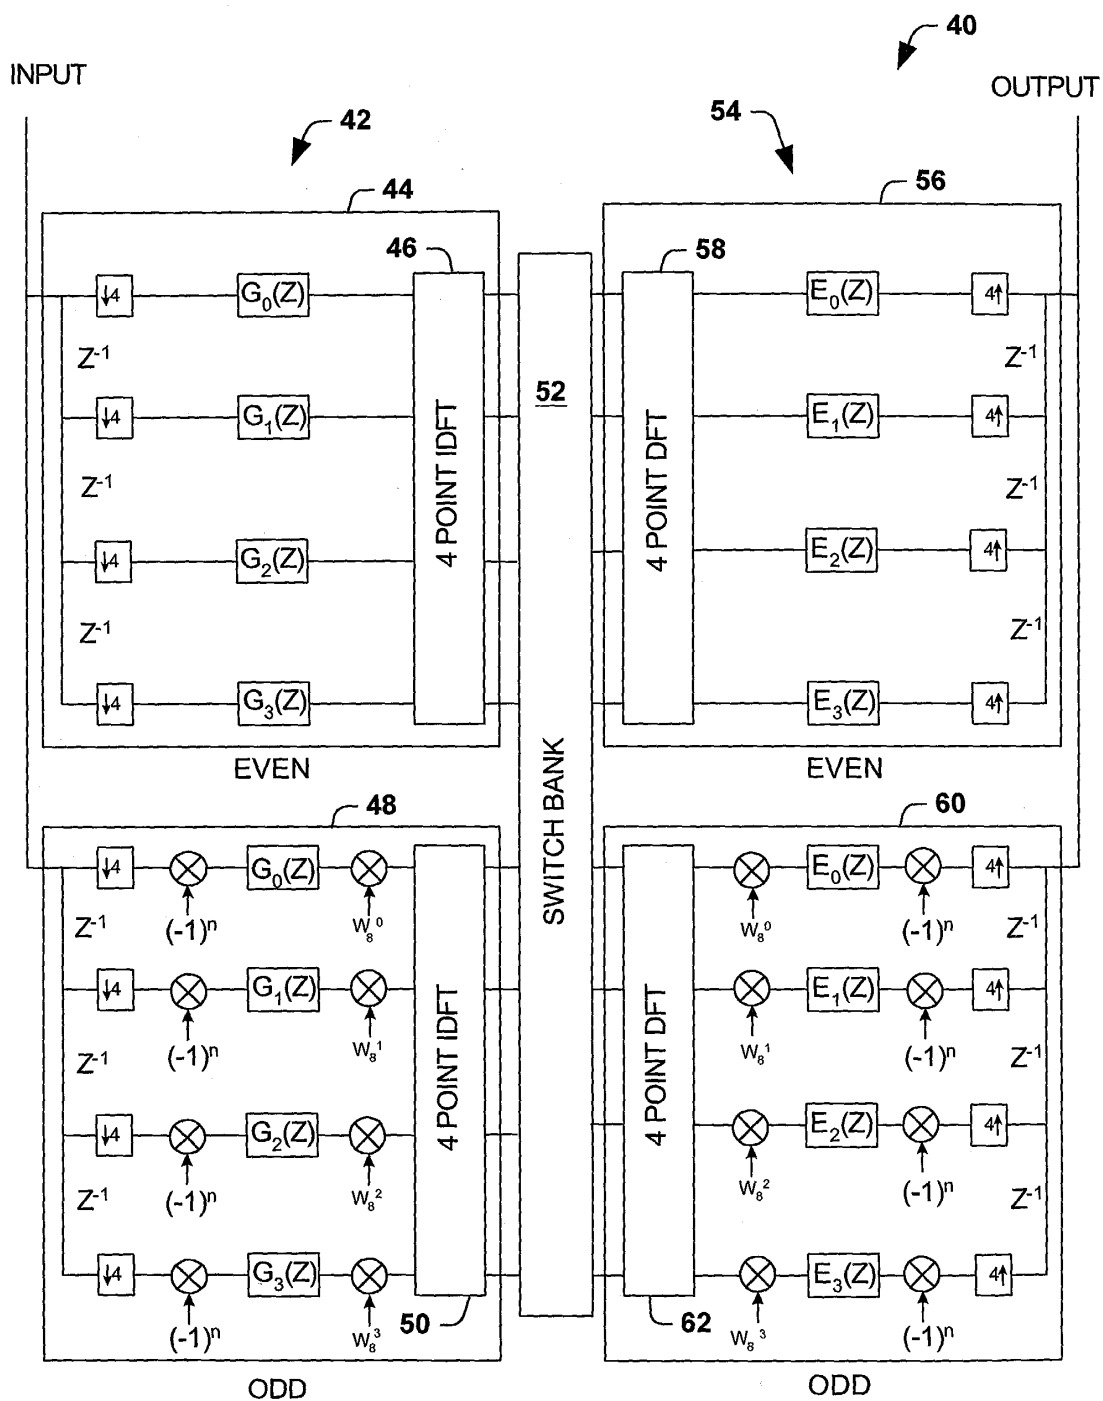 40
INPUT
OUTPUT
42
54
44
56
46
58
↓4 G₀(Z)
E₀(Z) 4↑
Z⁻¹
Z⁻¹
52
↓4 G₁(Z)
E₁(Z) 4↑
Z⁻¹
Z⁻¹
4 POINT IDFT
4 POINT DFT
↓4 G₂(Z)
E₂(Z) 4↑
Z⁻¹
Z⁻¹
↓4 G₃(Z)
E₃(Z) 4↑
EVEN
EVEN
SWITCH BANK
48
60
↓4 G₀(Z)
E₀(Z) 4↑
Z⁻¹ (-1)ⁿ W₈⁰
W₈⁰ (-1)ⁿ Z⁻¹
↓4 G₁(Z)
E₁(Z) 4↑
Z⁻¹ (-1)ⁿ W₈¹
W₈¹ (-1)ⁿ Z⁻¹
4 POINT IDFT
4 POINT DFT
↓4 G₂(Z)
E₂(Z) 4↑
Z⁻¹ (-1)ⁿ W₈²
W₈² (-1)ⁿ Z⁻¹
↓4 G₃(Z)
E₃(Z) 4↑
(-1)ⁿ W₈³
W₈³ (-1)ⁿ
50
62
ODD
ODD